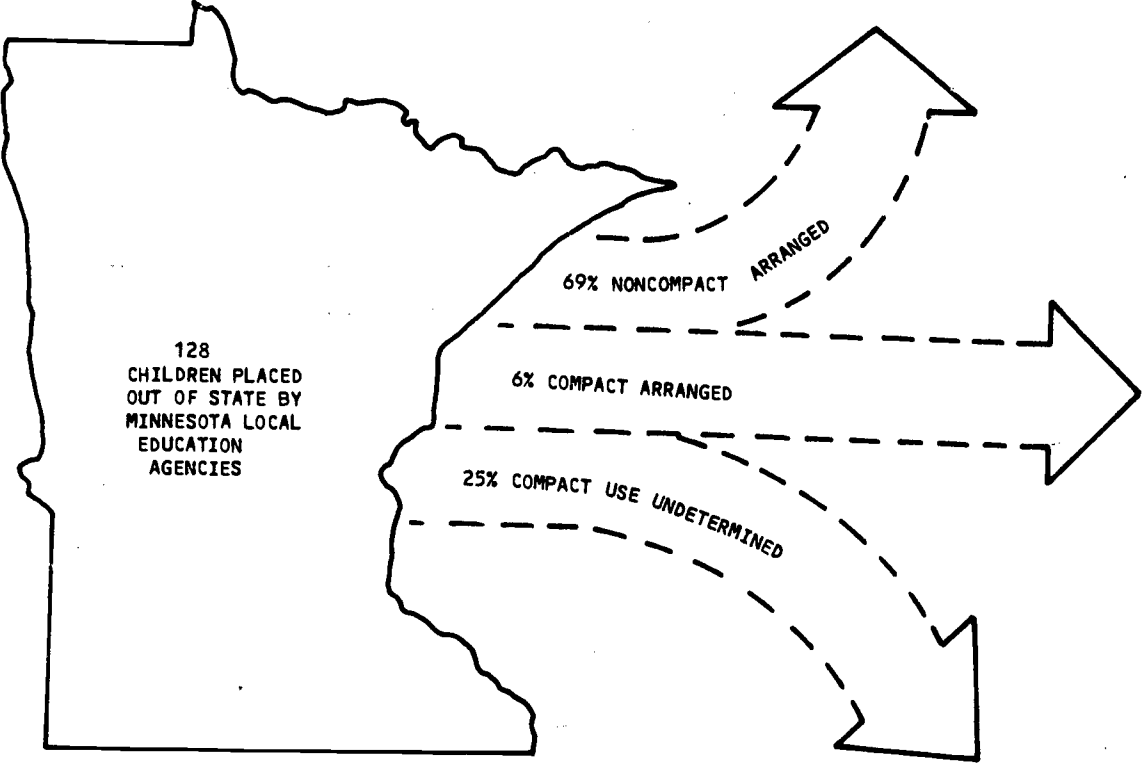 128
CHILDREN PLACED
OUT OF STATE BY
MINNESOTA LOCAL
EDUCATION
AGENCIES
69% NONCOMPACT ARRANGED
6% COMPACT ARRANGED
25% COMPACT USE UNDETERMINED